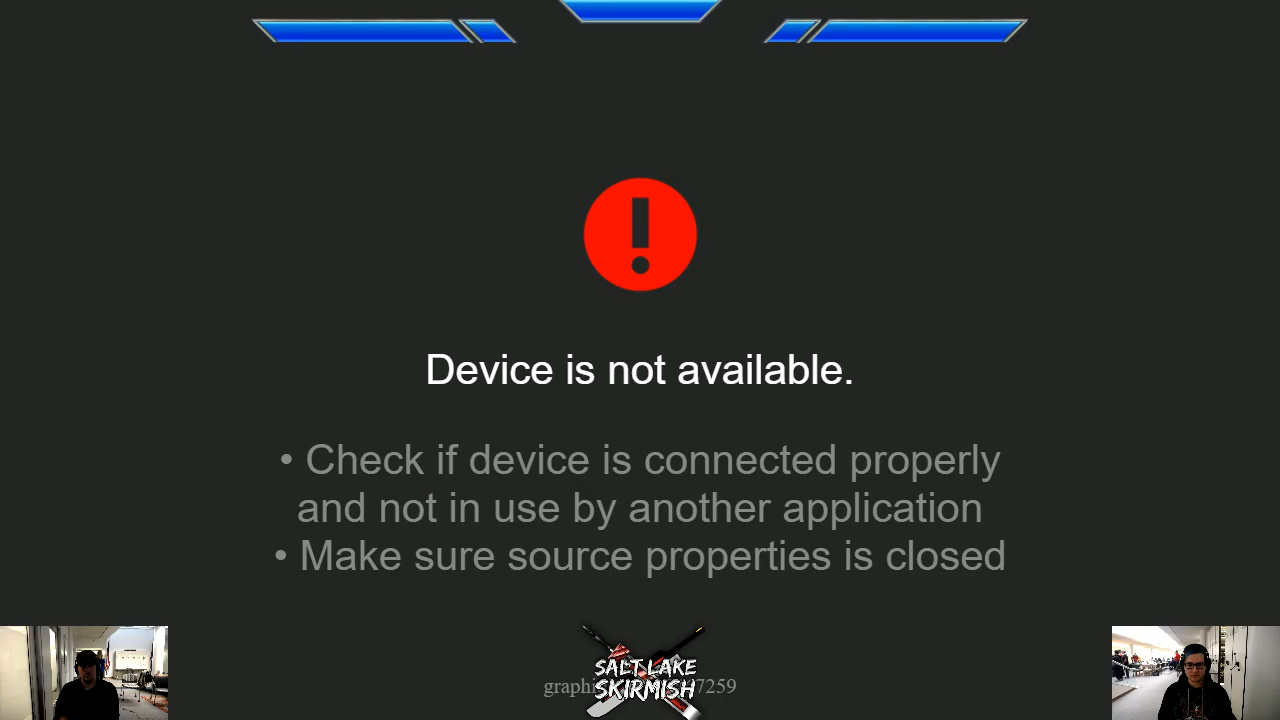 Device is not available.
• Check if device is connected properly
and not in use by another application
• Make sure source properties is closed
SALT LAKE
SKIRMISH